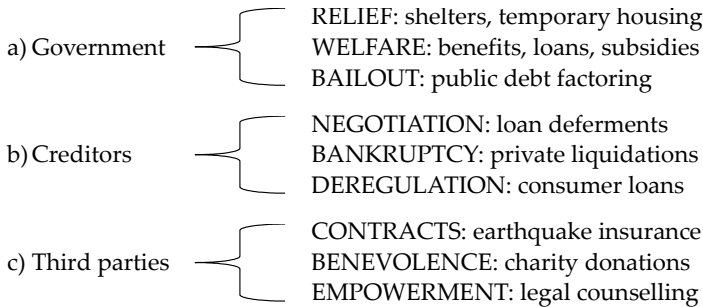 RELIEF: shelters, temporary housing
a) Government
WELFARE: benefits, loans, subsidies
BAILOUT: public debt factoring
NEGOTIATION: loan deferments
b) Creditors
BANKRUPTCY: private liquidations
DEREGULATION: consumer loans
CONTRACTS: earthquake insurance
c) Third parties
BENEVOLENCE: charity donations
EMPOWERMENT: legal counselling